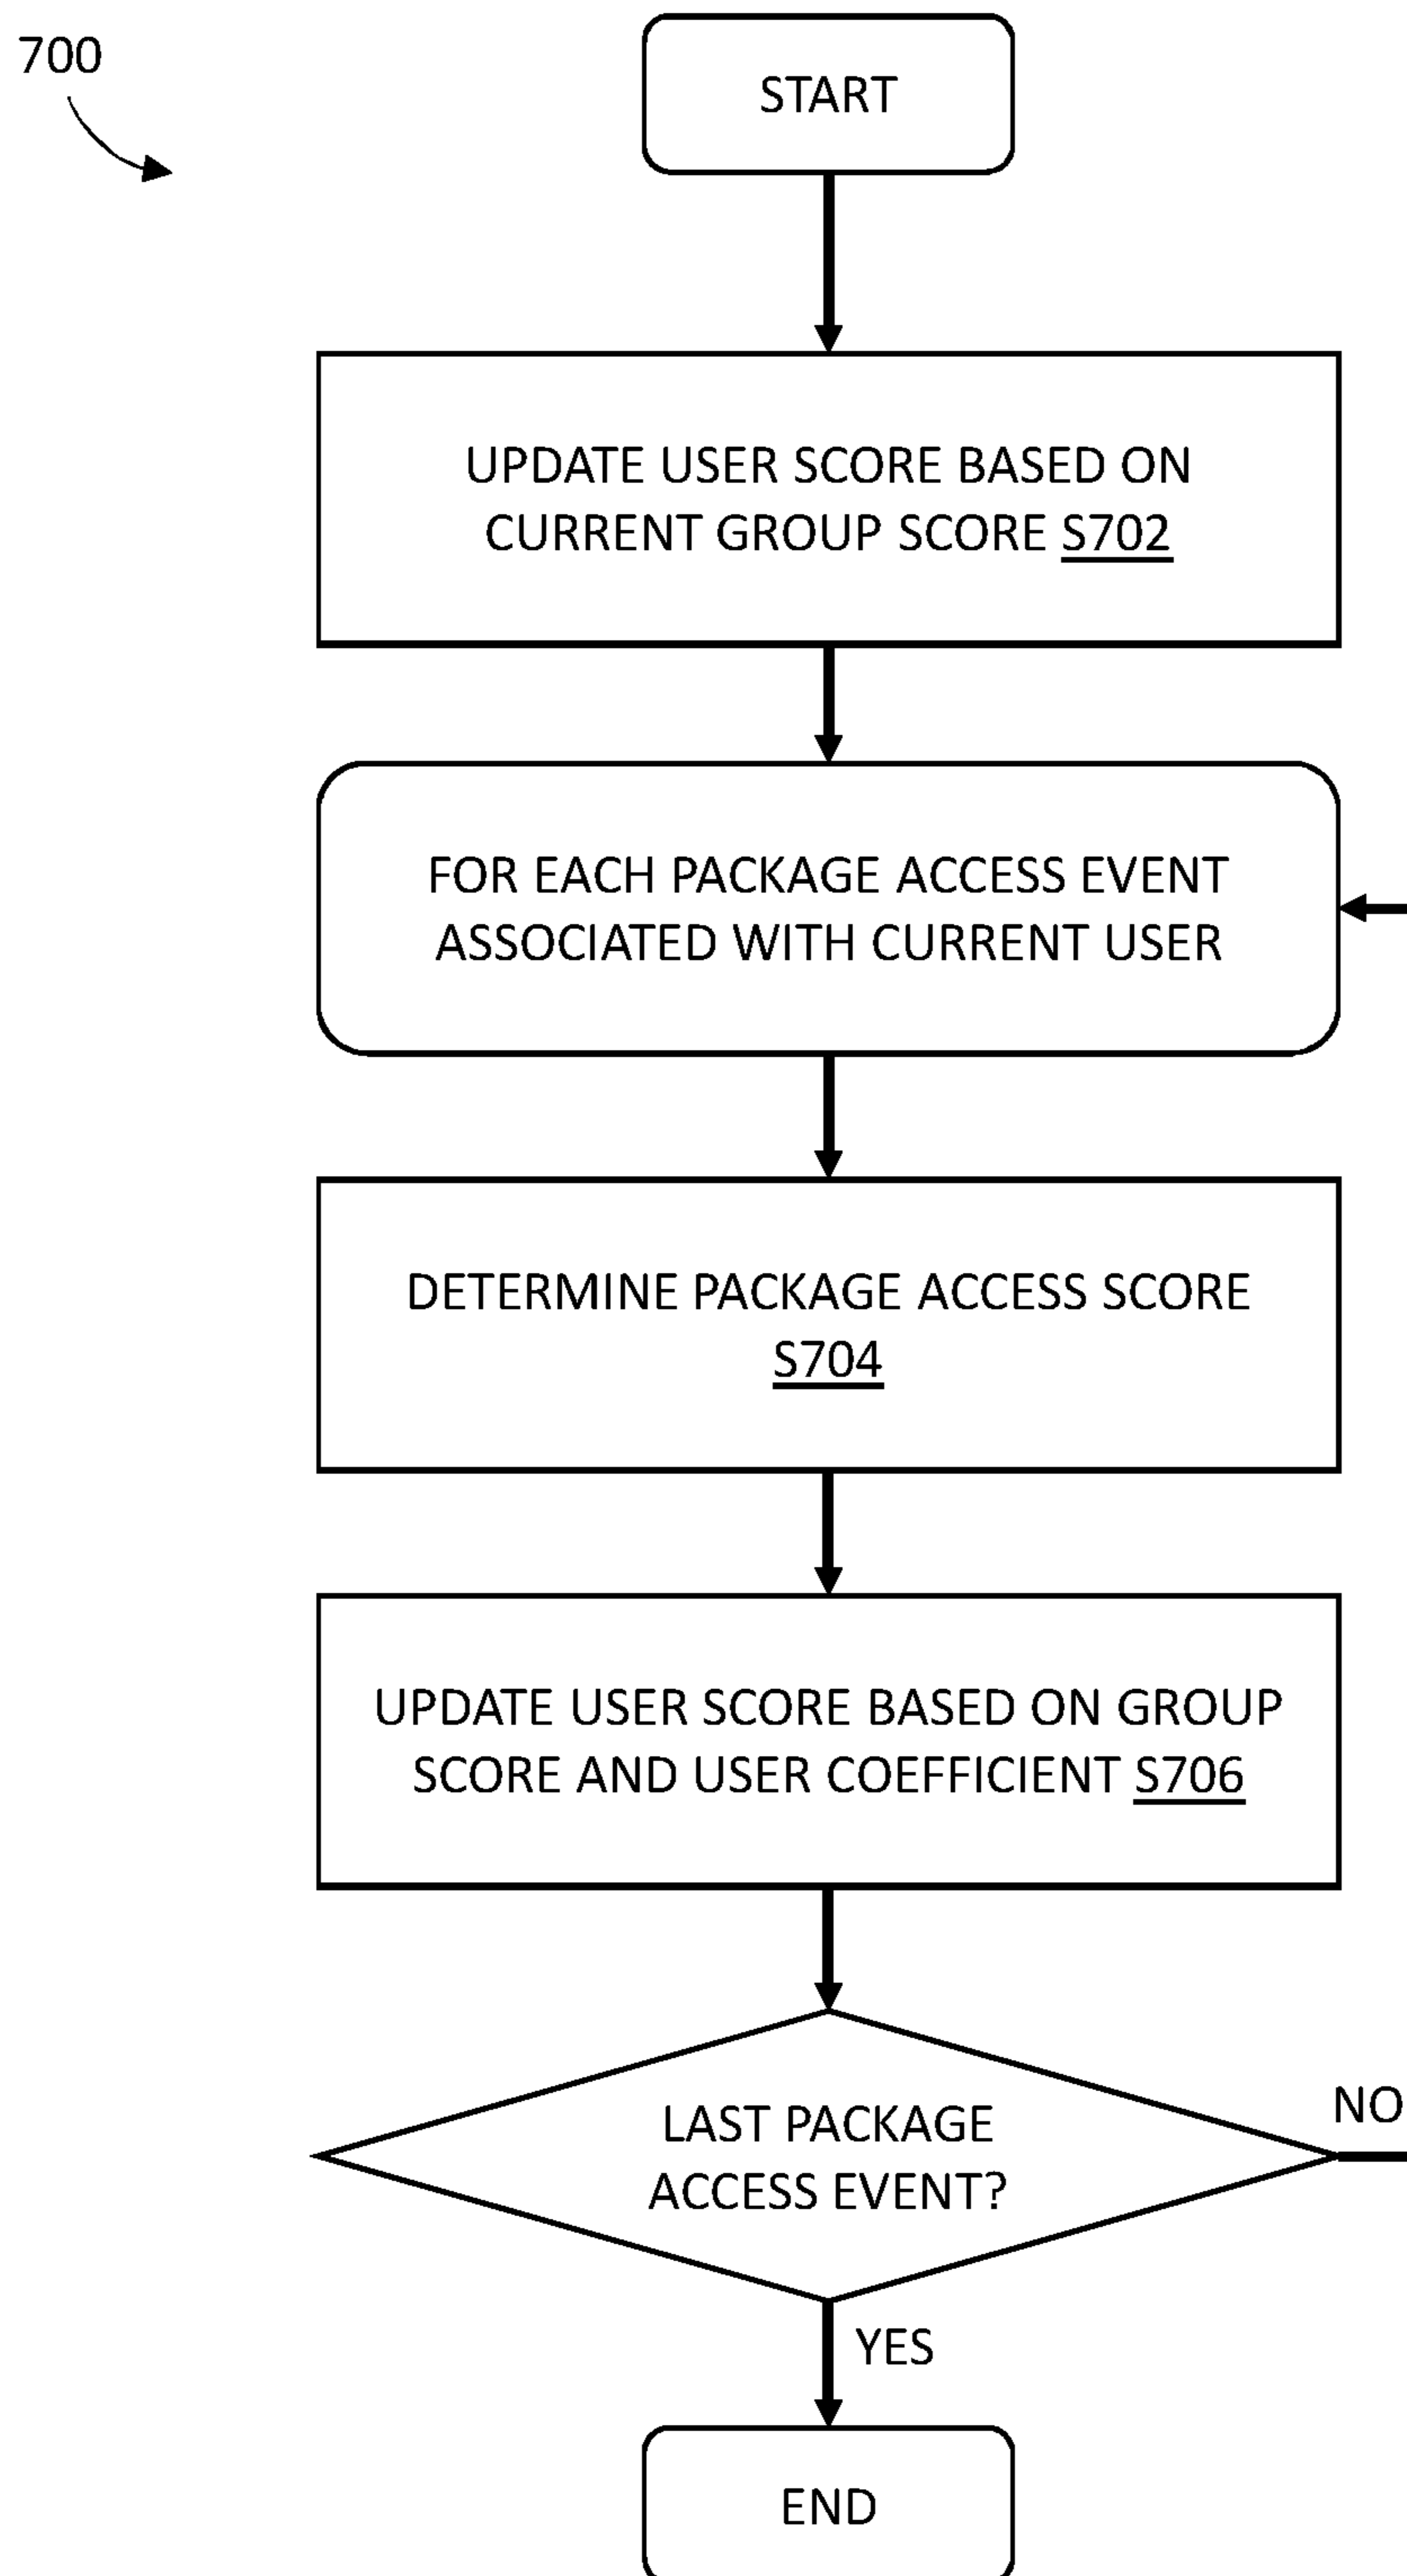 700
START
UPDATE USER SCORE BASED ON
CURRENT GROUP SCORE S702
FOR EACH PACKAGE ACCESS EVENT
ASSOCIATED WITH CURRENT USER
DETERMINE PACKAGE ACCESS SCORE
S704
UPDATE USER SCORE BASED ON GROUP
SCORE AND USER COEFFICIENT S706
LAST PACKAGE
ACCESS EVENT?
NO
YES
END